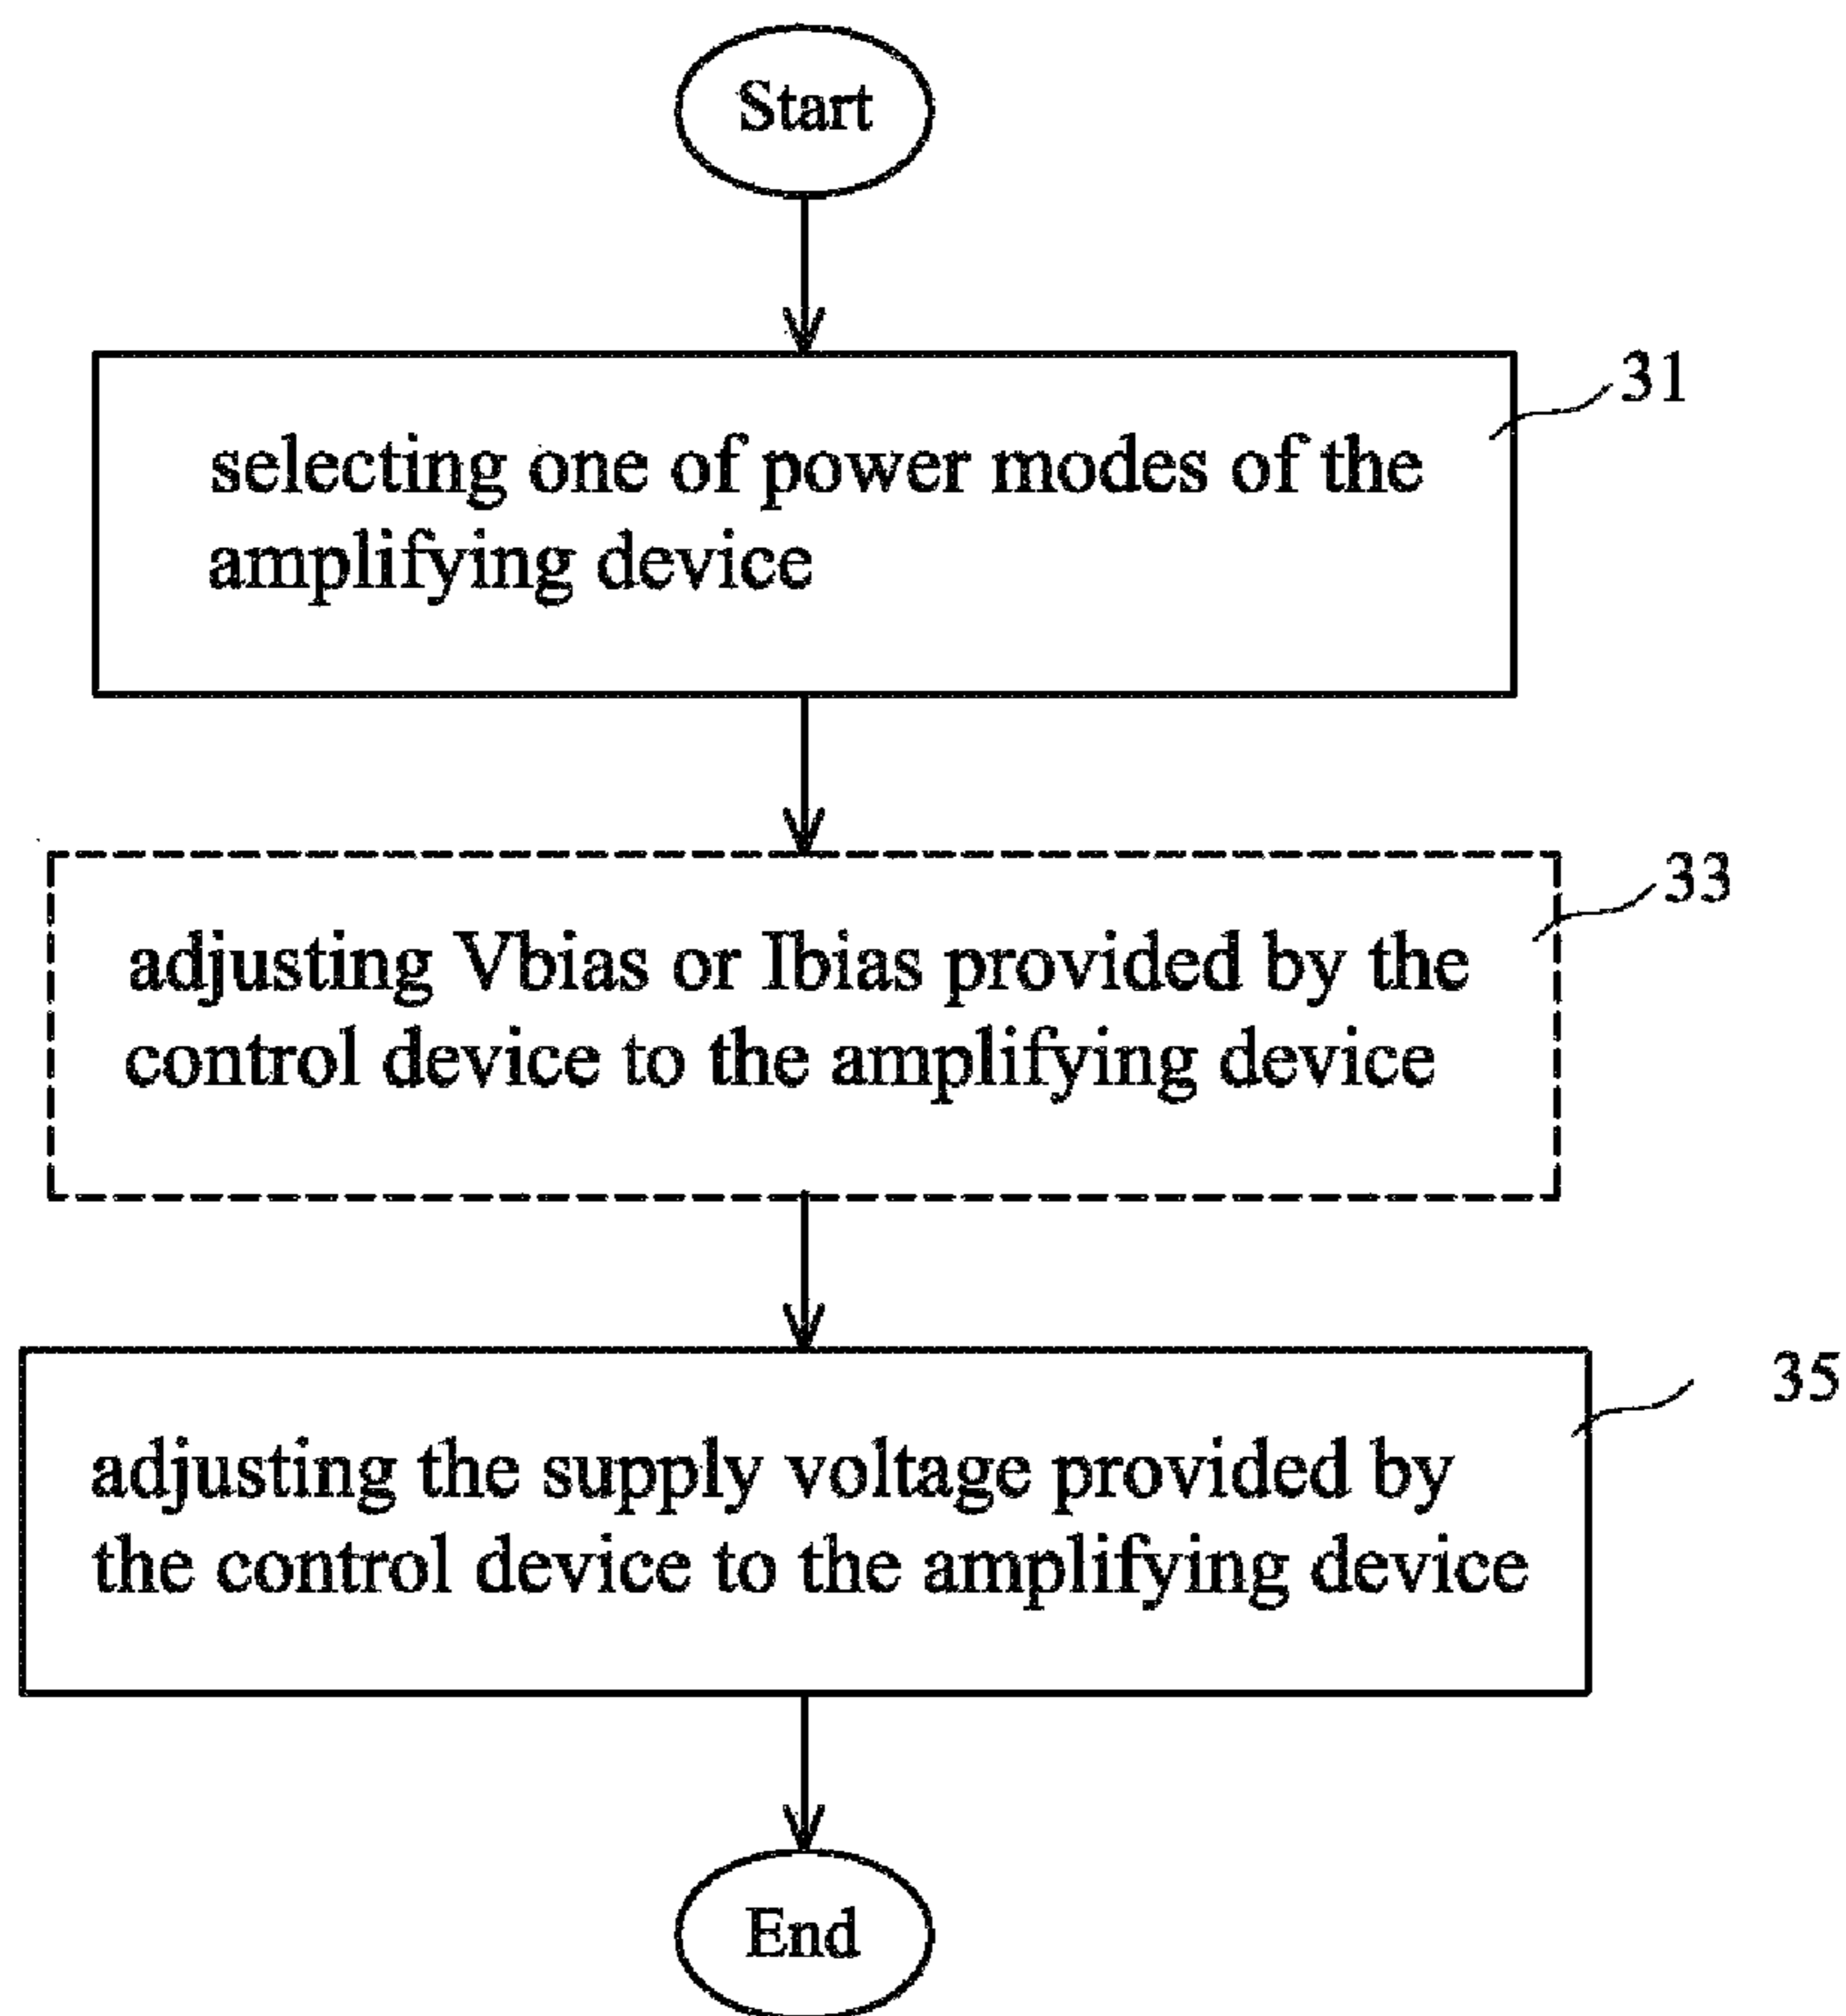 Start
31
selecting one of power modes of the
amplifying device
33
adjusting Vbias or Ibias provided by the
control device to the amplifying device
35
adjusting the supply voltage provided by
the control device to the amplifying device
End